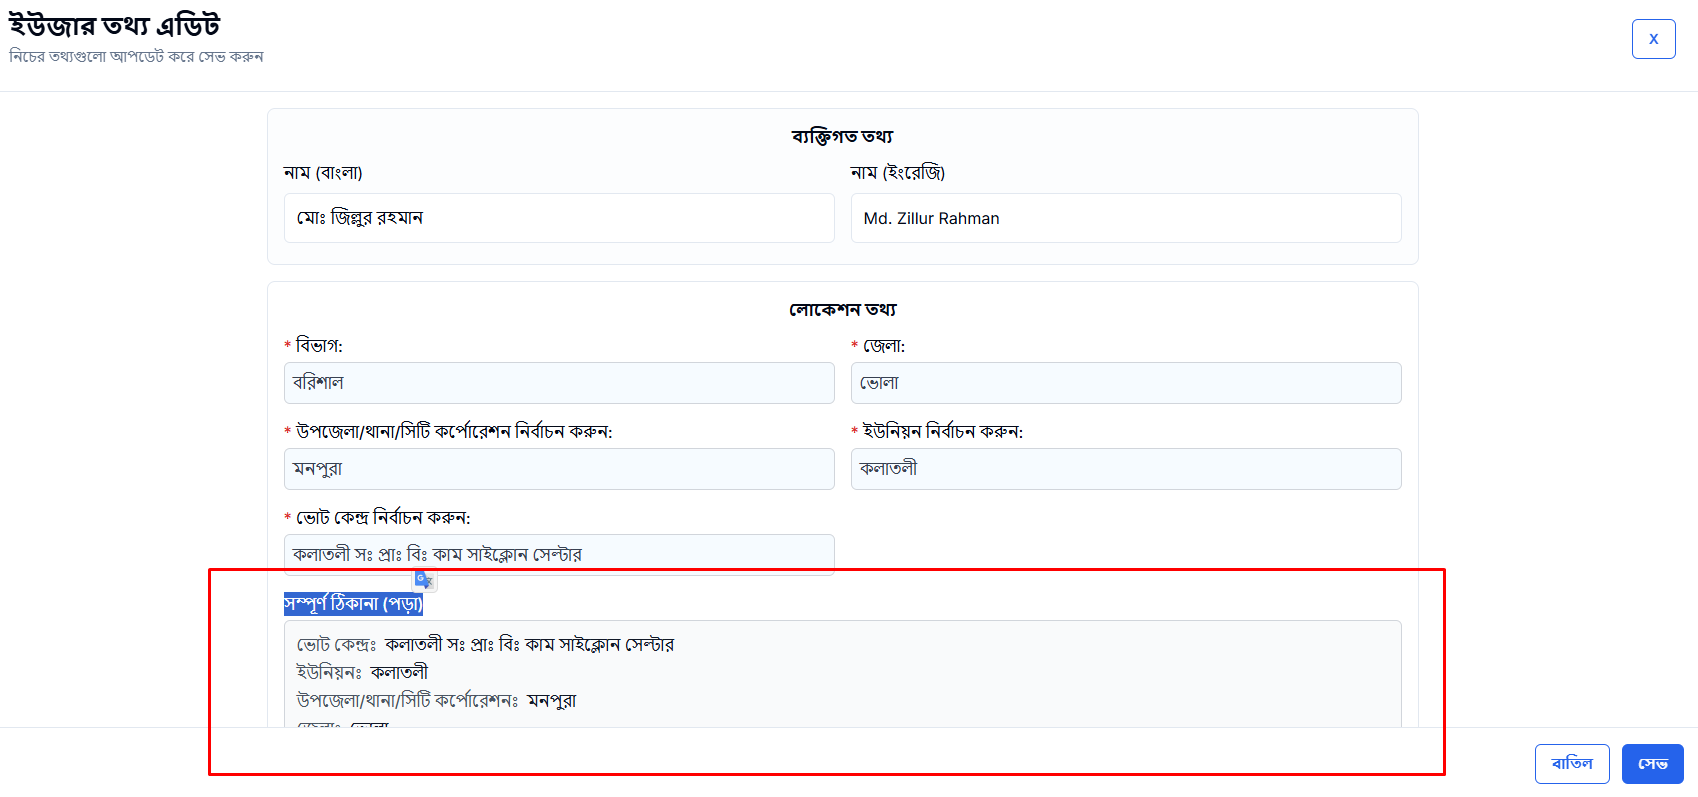 ইউজার তথ্য এডিট
নিচের তথ্যগুলো আপডেট করে সেভ করুন
X
ব্যক্তিগত তথ্য
নাম (বাংলা)
নাম (ইংরেজি)
মোঃ জিল্লুর রহমান
Md. Zillur Rahman
লোকেশন তথ্য
* বিভাগ:
* জেলা:
বরিশাল
ভোলা
* উপজেলা/থানা/সিটি কর্পোরেশন নির্বাচন করুন:
* ইউনিয়ন নির্বাচন করুন:
মনপুরা
কলাতলী
* ভোট কেন্দ্র নির্বাচন করুন:
কলাতলী সঃ প্রাঃ বিঃ কাম সাইক্লোন সেল্টার
সম্পূর্ণ ঠিকানা (পড়া)
ভোট কেন্দ্রঃ কলাতলী সঃ প্রাঃ বিঃ কাম সাইক্লোন সেল্টার
ইউনিয়নঃ কলাতলী
উপজেলা/থানা/সিটি কর্পোরেশনঃ মনপুরা
জেলাঃ ভোলা
বাতিল
সেভ